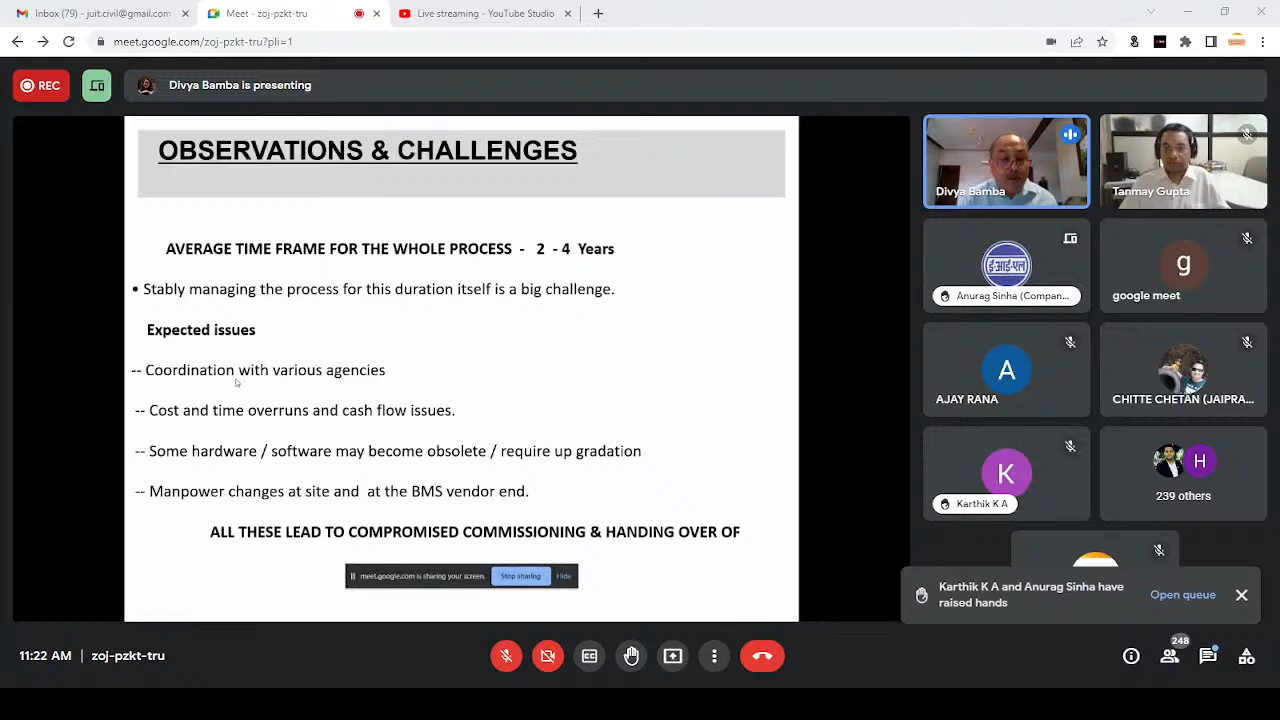 Inbox (79) - juit.civil@gmail.com
Meet - zoj-pzkt-tru
Live streaming - YouTube Studio
meet.google.com/zoj-pzkt-tru?pli=1
REC
Divya Bamba is presenting
OBSERVATIONS & CHALLENGES
AVERAGE TIME FRAME FOR THE WHOLE PROCESS - 2 - 4 Years
• Stably managing the process for this duration itself is a big challenge.
Expected issues
-- Coordination with various agencies
-- Cost and time overruns and cash flow issues.
-- Some hardware / software may become obsolete / require up gradation
-- Manpower changes at site and at the BMS vendor end.
ALL THESE LEAD TO COMPROMISED COMMISSIONING & HANDING OVER OF
meet.google.com is sharing your screen.
Stop sharing
Hide
Divya Bamba
Tanmay Gupta
ई-आई-एल
Anurag Sinha (Compan...
g
google meet
A
AJAY RANA
CHITTE CHETAN (JAIPRA...
K
Karthik K A
H
239 others
Karthik K A and Anurag Sinha have
raised hands
Open queue
11:22 AM | zoj-pzkt-tru
248